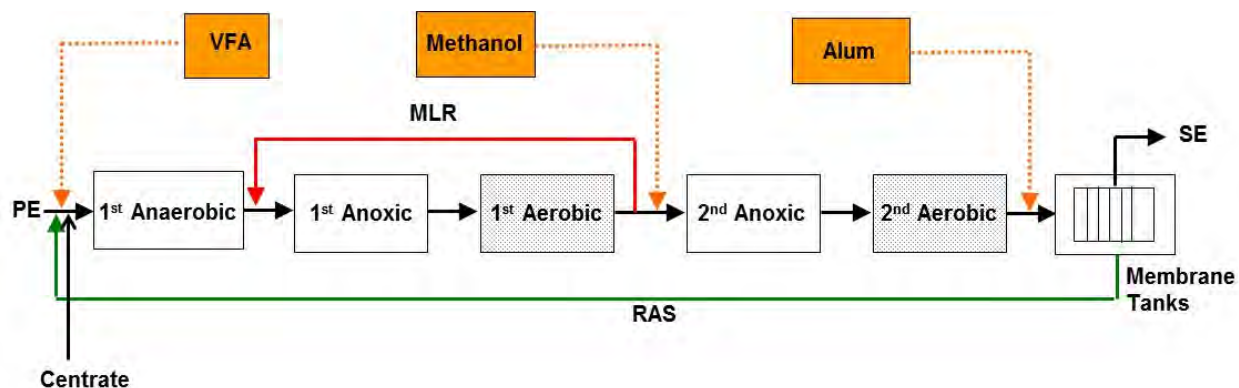 VFA
Methanol
Alum
MLR
SE
PE
1st Anaerobic
1st Anoxic
1st Aerobic
2nd Anoxic
2nd Aerobic
Membrane
Tanks
RAS
Centrate